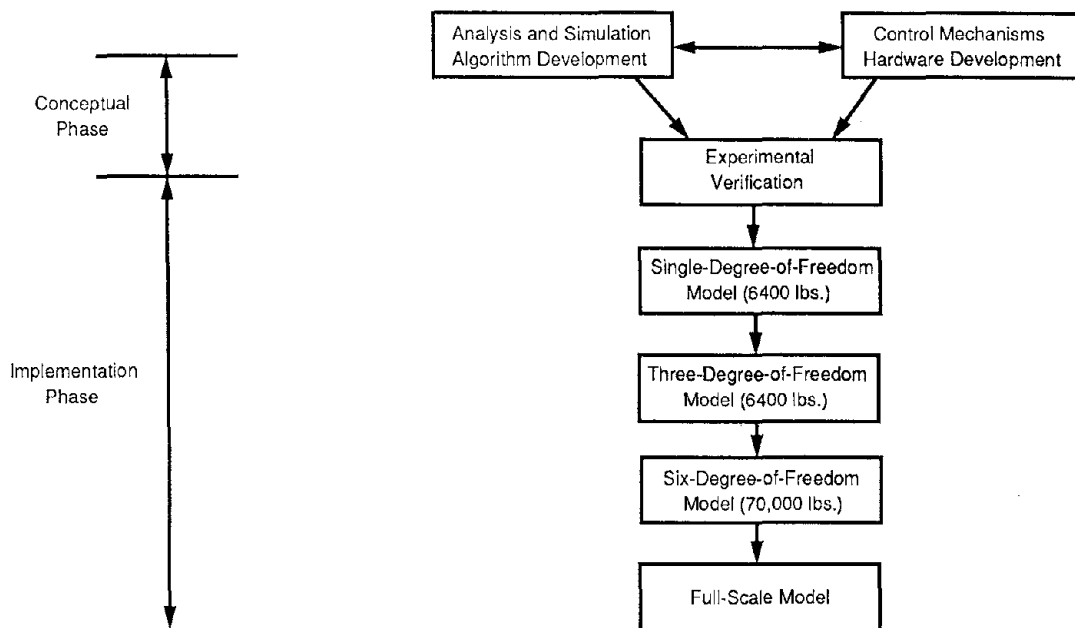 Analysis and Simulation
Algorithm Development
Control Mechanisms
Hardware Development
Conceptual
Phase
Experimental
Verification
Single-Degree-of-Freedom
Model (6400 lbs.)
Implementation
Phase
Three-Degree-of-Freedom
Model (6400 lbs.)
Six-Degree-of-Freedom
Model (70,000 lbs.)
Full-Scale Model